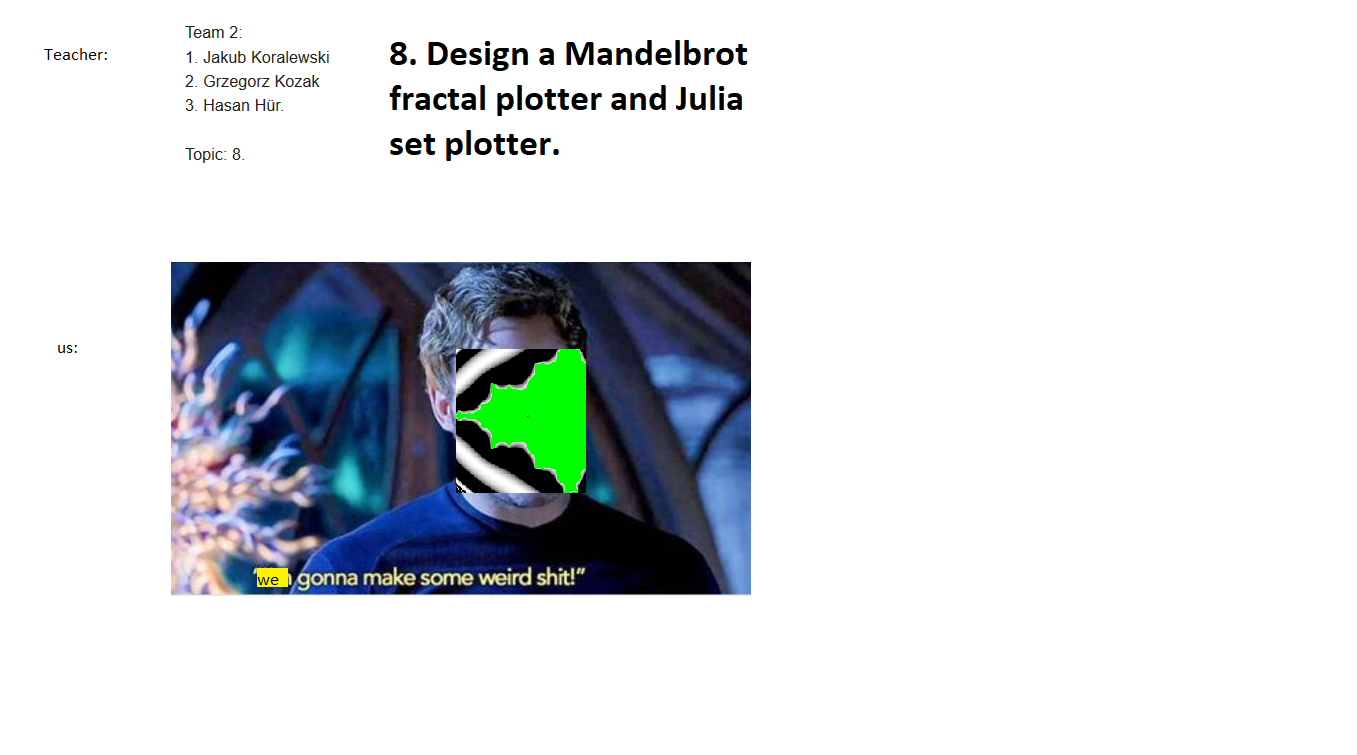 Teacher:
Team 2:
1. Jakub Koralewski
2. Grzegorz Kozak
3. Hasan Hür.
Topic: 8.
8. Design a Mandelbrot
fractal plotter and Julia
set plotter.
us:
we gonna make some weird shit!”